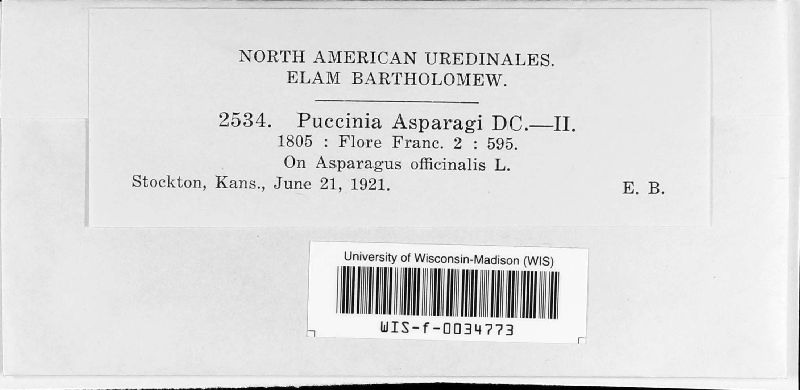 NORTH AMERICAN UREDINALES.
ELAM BARTHOLOMEW.
2534. Puccinia Asparagi DC.—II.
1805 : Flore Franc. 2 : 595.
On Asparagus officinalis L.
Stockton, Kans., June 21, 1921. E. B.
University of Wisconsin-Madison (WIS)
WIS-f-0034773